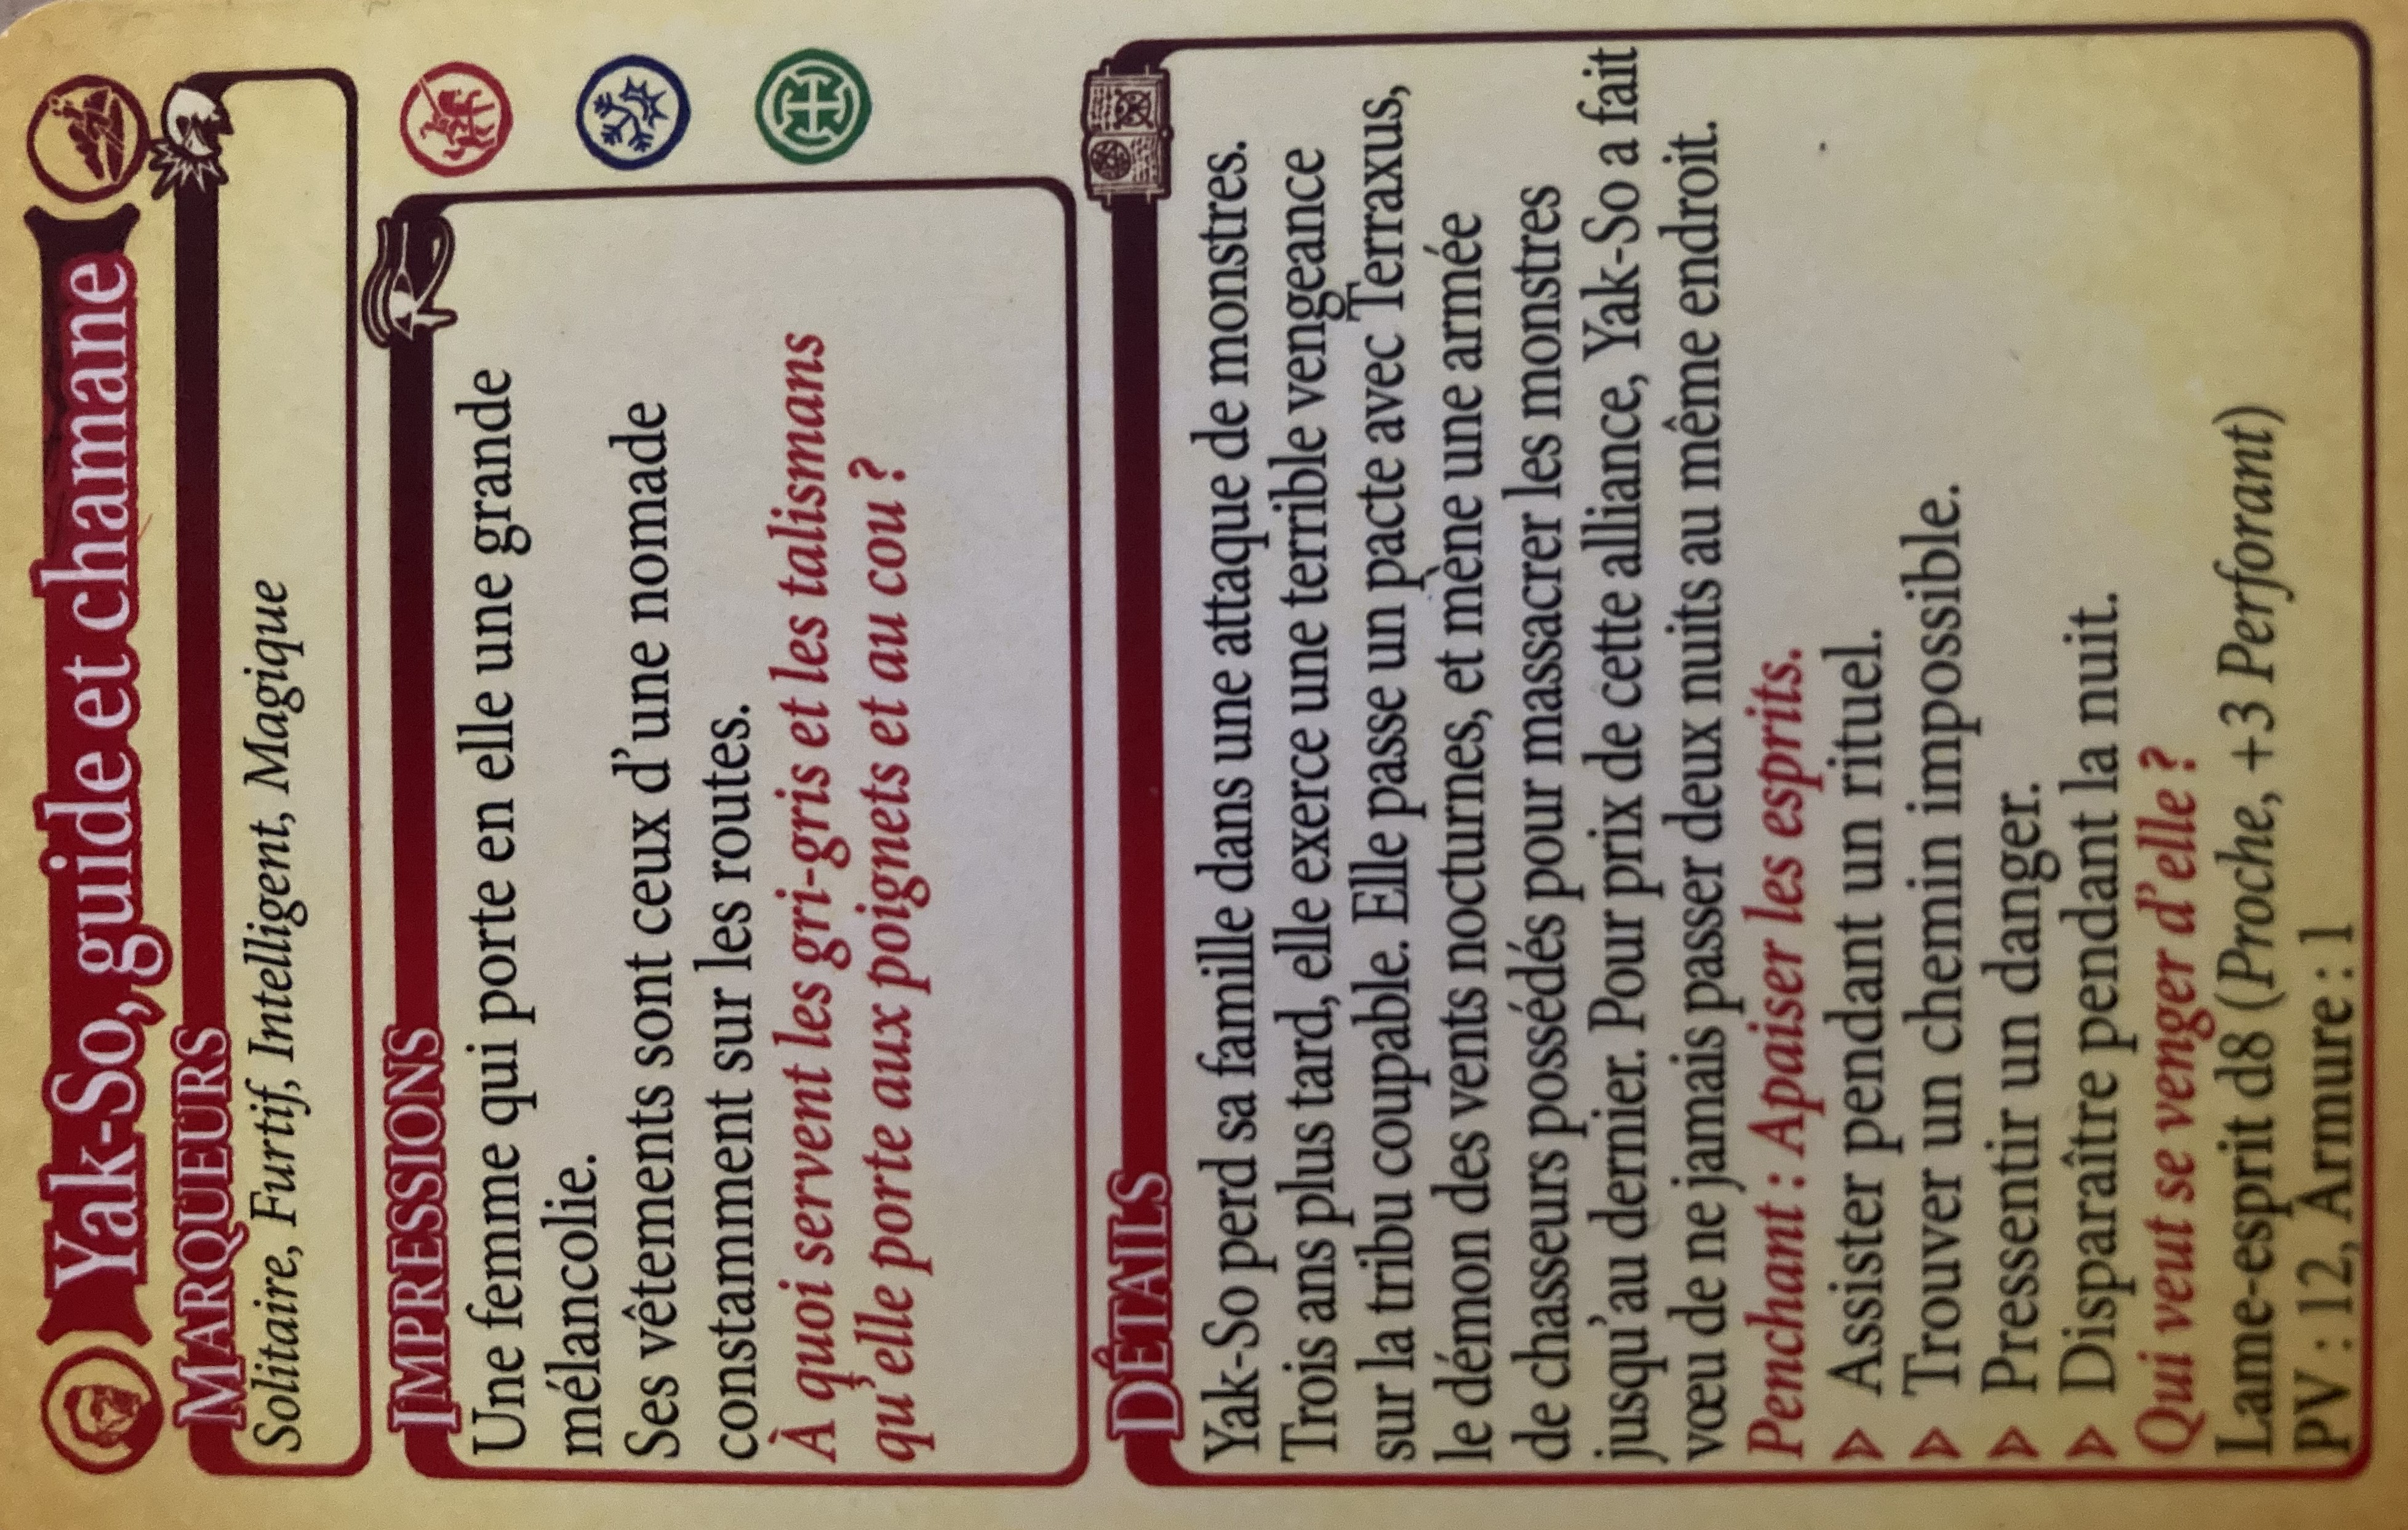 Yak-So, guide et chamane
MARQUEURS
Solitaire, Furtif, Intelligent, Magique
IMPRESSIONS
Une femme qui porte en elle une grande
mélancolie.
Ses vêtements sont ceux d'une nomade
constamment sur les routes.
À quoi servent les gri-gris et les talismans
qu'elle porte aux poignets et au cou ?
DÉTAILS
Yak-So perd sa famille dans une attaque de monstres.
Trois ans plus tard, elle exerce une terrible vengeance
sur la tribu coupable. Elle passe un pacte avec Terraxus,
le démon des vents nocturnes, et mène une armée
de chasseurs possédés pour massacrer les monstres
jusqu'au dernier. Pour prix de cette alliance, Yak-So a fait
vœu de ne jamais passer deux nuits au même endroit.
Penchant : Apaiser les esprits.
Assister pendant un rituel.
Trouver un chemin impossible.
Pressentir un danger.
Disparaître pendant la nuit.
Qui veut se venger d'elle ?
Lame-esprit d8 (Proche, +3 Perforant)
PV : 12, Armure : 1